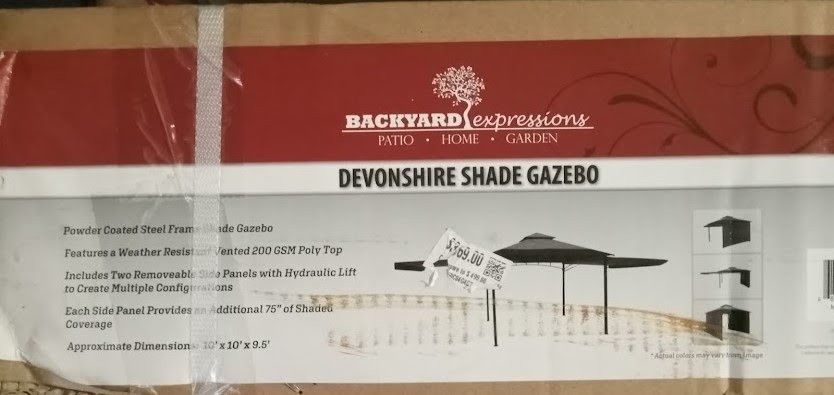 BACKYARD expressions
PATIO • HOME • GARDEN
DEVONSHIRE SHADE GAZEBO
Powder Coated Steel Frame Shade Gazebo
Features a Weather Resistant Vented 200 GSM Poly Top
Includes Two Removeable Side Panels with Hydraulic Lift
to Create Multiple Configurations
Each Side Panel Provides an Additional 75" of Shaded
Coverage
Approximate Dimensions: 10' x 10' x 9.5'
$369.00
*Actual colors may vary from image